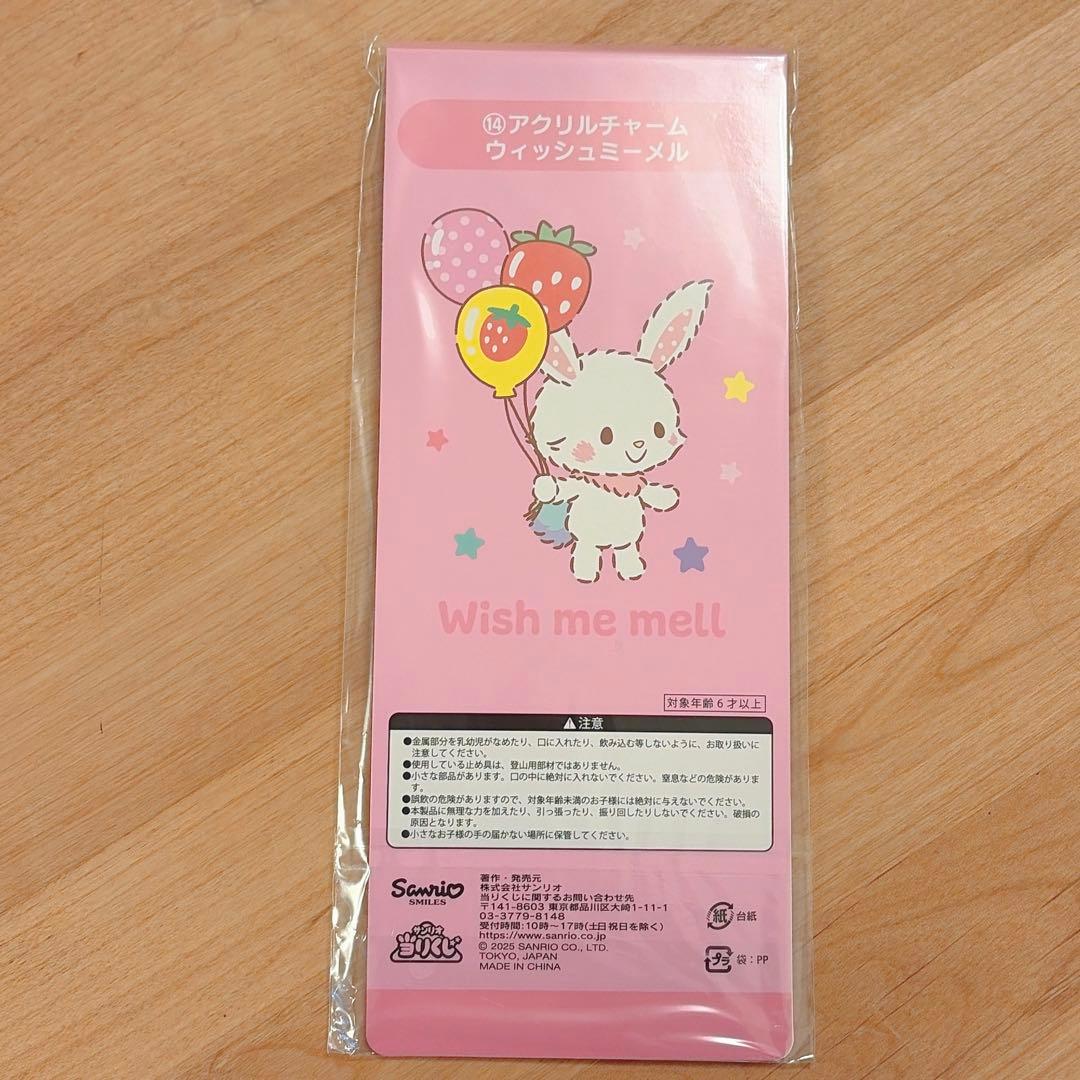 ⑭アクリルチャーム
ウィッシュミーメル
Wish me mell
対象年齢6才以上
⚠注意
●金属部分を乳幼児がなめたり、口に入れたり、飲み込む等しないように、お取り扱いに
注意してください。
●使用している止め具は、登山用部材ではありません。
●小さな部品があります。口の中に絶対に入れないでください。窒息などの危険がありま
す。
●誤飲の危険がありますので、対象年齢未満のお子様には絶対に与えないでください。
●本製品に無理な力を加えたり、引っ張ったり、振り回したりしないでください。破損の
原因となります。
●小さなお子様の手の届かない場所に保管してください。
Sanrio
SMILES
サンリオ
当りくじ
著作・発売元
株式会社サンリオ
当りくじに関するお問い合わせ先
〒141-8603 東京都品川区大崎1-11-1
03-3779-8148
受付時間:10時〜17時(土日祝日を除く)
https://www.sanrio.co.jp
© 2025 SANRIO CO., LTD.
TOKYO, JAPAN
MADE IN CHINA
紙 台紙
プラ 袋：PP